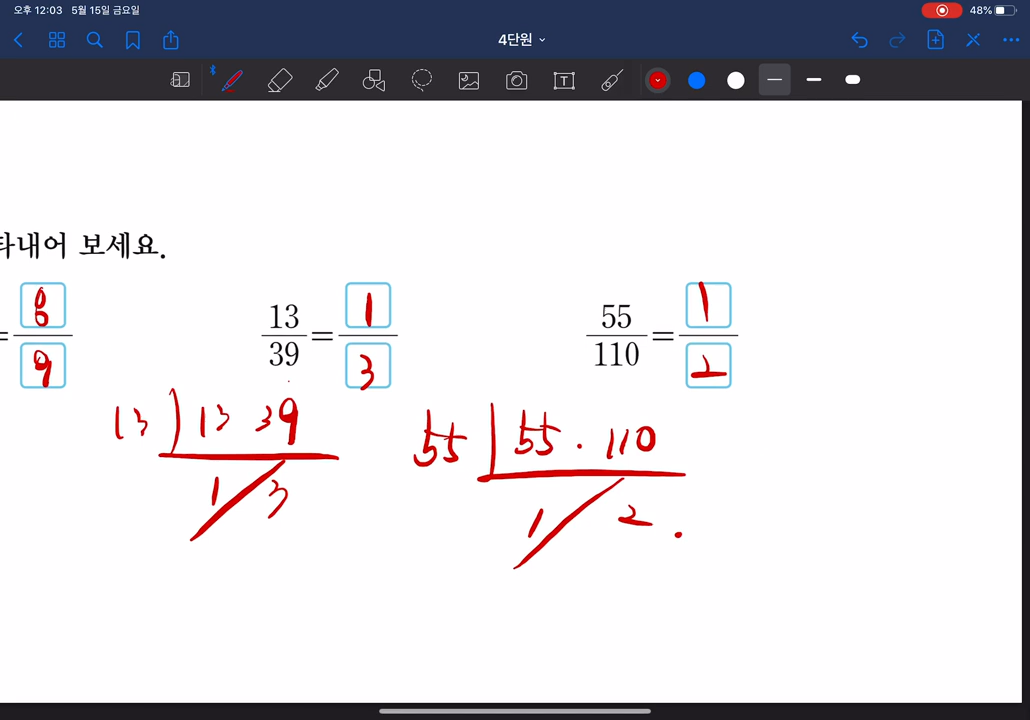 오후 12:03 5월 15일 금요일
48%
4단원
타내어 보세요.
= 8/9
13/39 = 1/3
55/110 = 1/2
13 ) 13 39
1 3
55 55 . 110
1 2 .